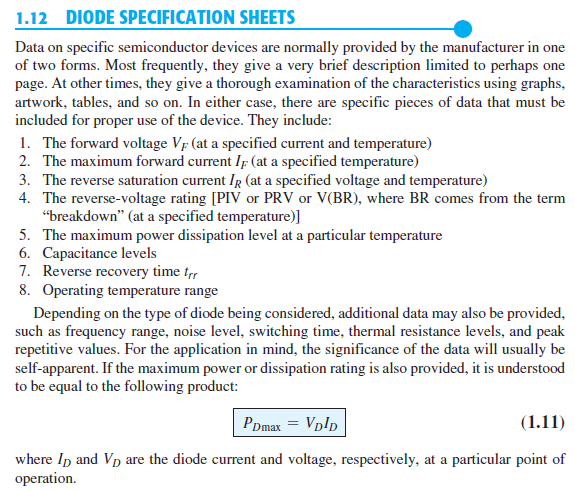 1.12 DIODE SPECIFICATION SHEETS
Data on specific semiconductor devices are normally provided by the manufacturer in one
of two forms. Most frequently, they give a very brief description limited to perhaps one
page. At other times, they give a thorough examination of the characteristics using graphs,
artwork, tables, and so on. In either case, there are specific pieces of data that must be
included for proper use of the device. They include:
1. The forward voltage V_F (at a specified current and temperature)
2. The maximum forward current I_F (at a specified temperature)
3. The reverse saturation current I_R (at a specified voltage and temperature)
4. The reverse-voltage rating [PIV or PRV or V(BR), where BR comes from the term
“breakdown” (at a specified temperature)]
5. The maximum power dissipation level at a particular temperature
6. Capacitance levels
7. Reverse recovery time t_rr
8. Operating temperature range
Depending on the type of diode being considered, additional data may also be provided,
such as frequency range, noise level, switching time, thermal resistance levels, and peak
repetitive values. For the application in mind, the significance of the data will usually be
self-apparent. If the maximum power or dissipation rating is also provided, it is understood
to be equal to the following product:
P_Dmax = V_D I_D (1.11)
where I_D and V_D are the diode current and voltage, respectively, at a particular point of
operation.